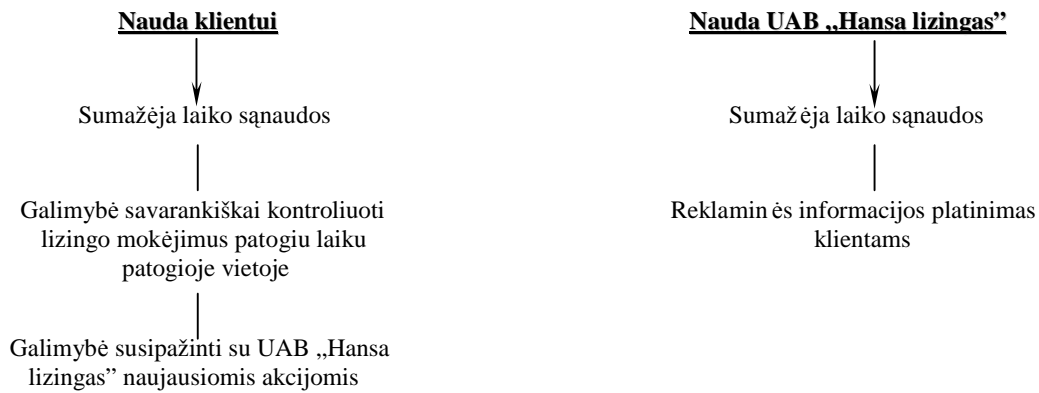 Nauda klientui
Sumažėja laiko sąnaudos
Galimybė savarankiškai kontroliuoti
lizingo mokėjimus patogiu laiku
patogioje vietoje
Galimybė susipažinti su UAB „Hansa
lizingas” naujausiomis akcijomis
Nauda UAB „Hansa lizingas”
Sumažėja laiko sąnaudos
Reklaminės informacijos platinimas
klientams